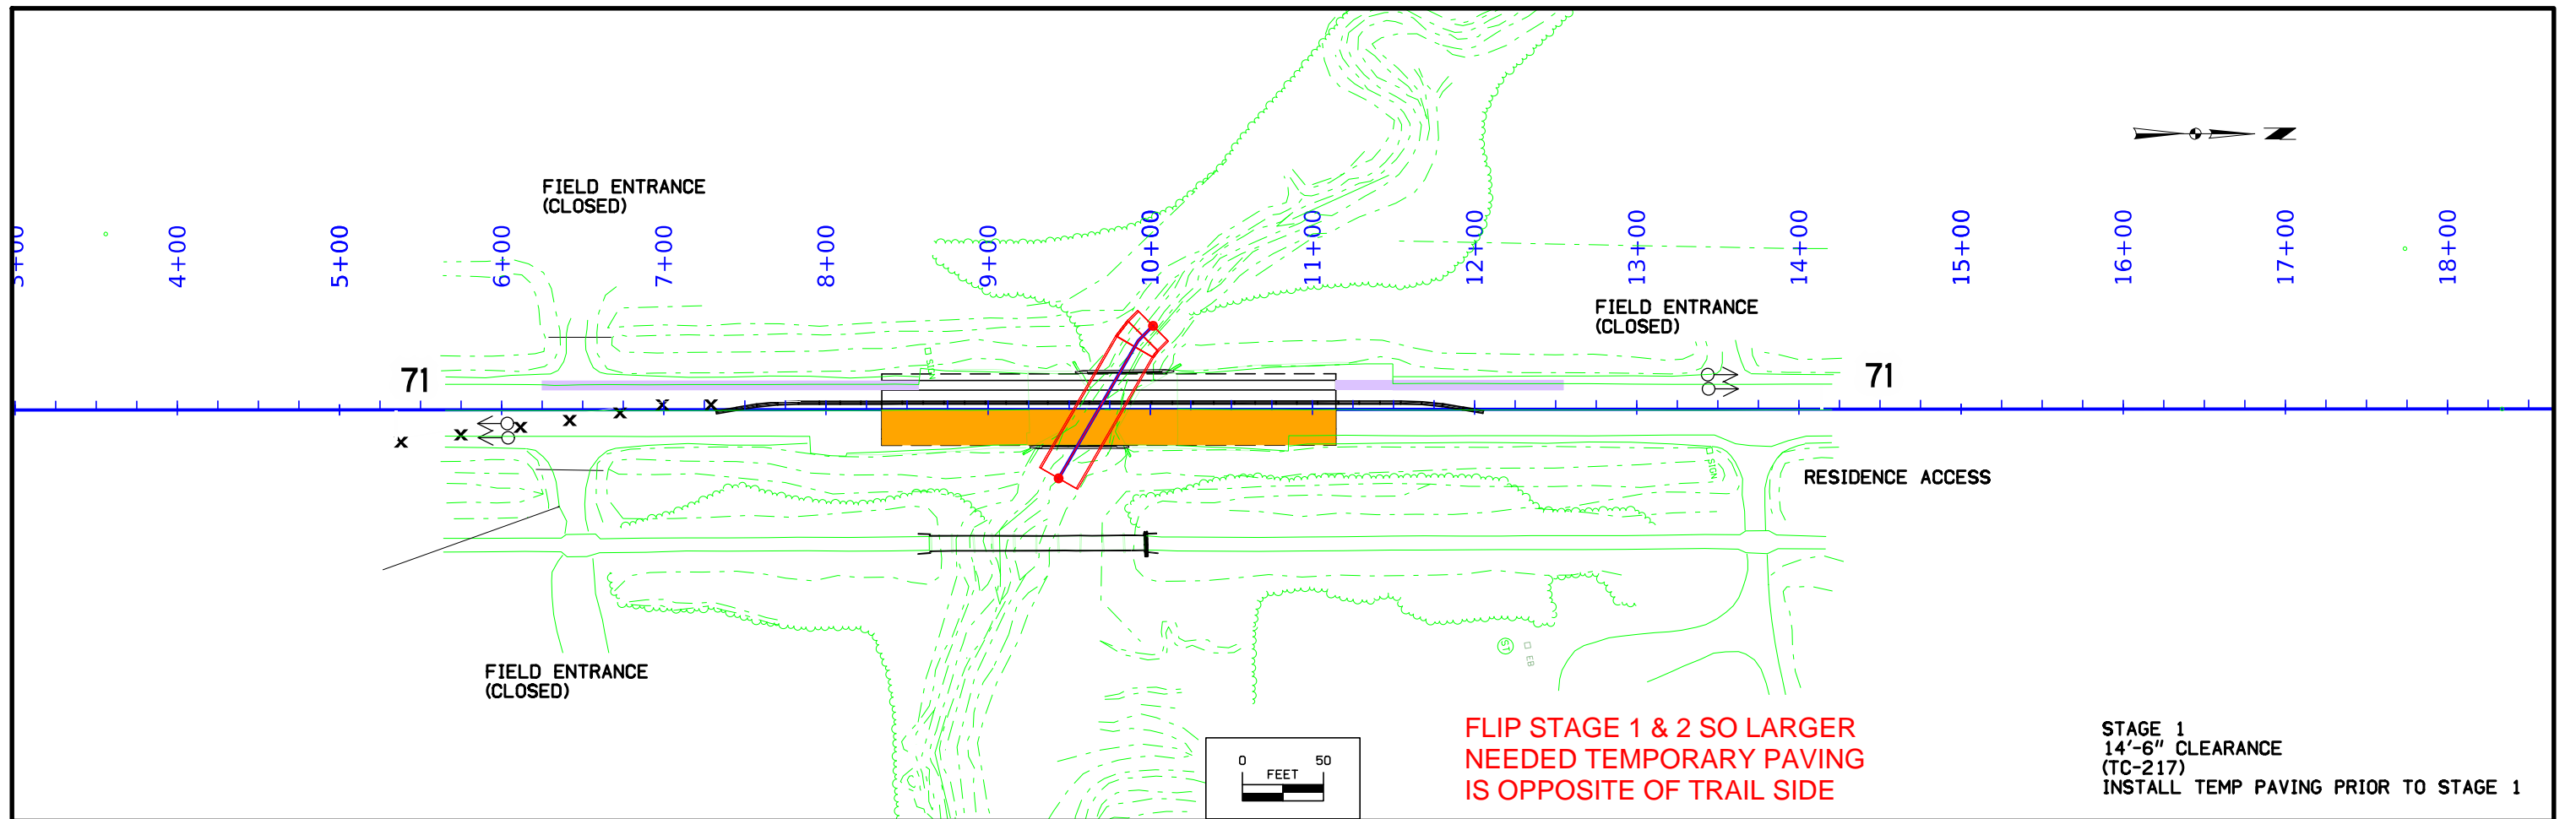 FIELD ENTRANCE
(CLOSED)
3+00
4+00
5+00
6+00
7+00
8+00
9+00
10+00
11+00
12+00
13+00
14+00
15+00
16+00
17+00
18+00
N
FIELD ENTRANCE
(CLOSED)
SIGN
71
71
SIGN
RESIDENCE ACCESS
ST
EB
FIELD ENTRANCE
(CLOSED)
FLIP STAGE 1 & 2 SO LARGER
NEEDED TEMPORARY PAVING
IS OPPOSITE OF TRAIL SIDE
0 50
FEET
STAGE 1
14'-6" CLEARANCE
(TC-217)
INSTALL TEMP PAVING PRIOR TO STAGE 1